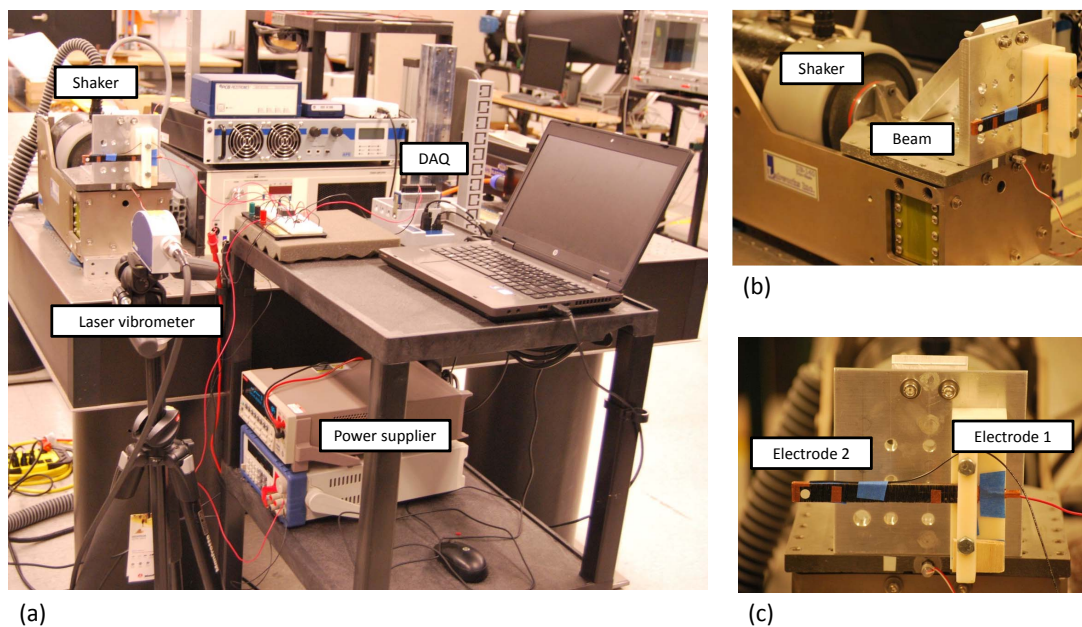 Shaker
DAQ
Laser vibrometer
Power supplier
(a)
Shaker
Beam
(b)
Electrode 2
Electrode 1
(c)